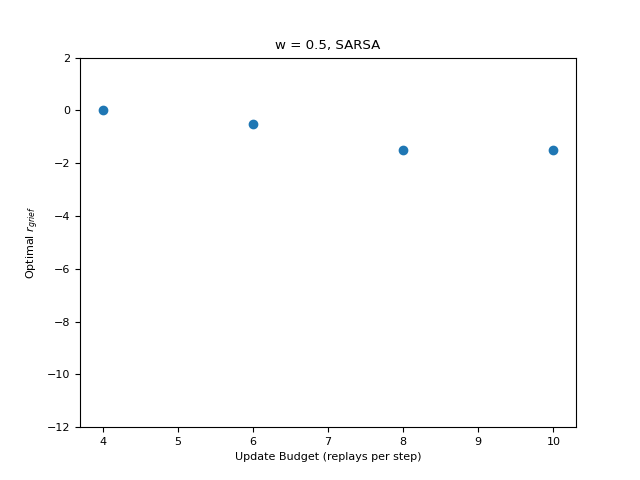 w = 0.5, SARSA
2
0
−2
−4
−6
−8
−10
−12
Optimal r_grief
4 5 6 7 8 9 10
Update Budget (replays per step)